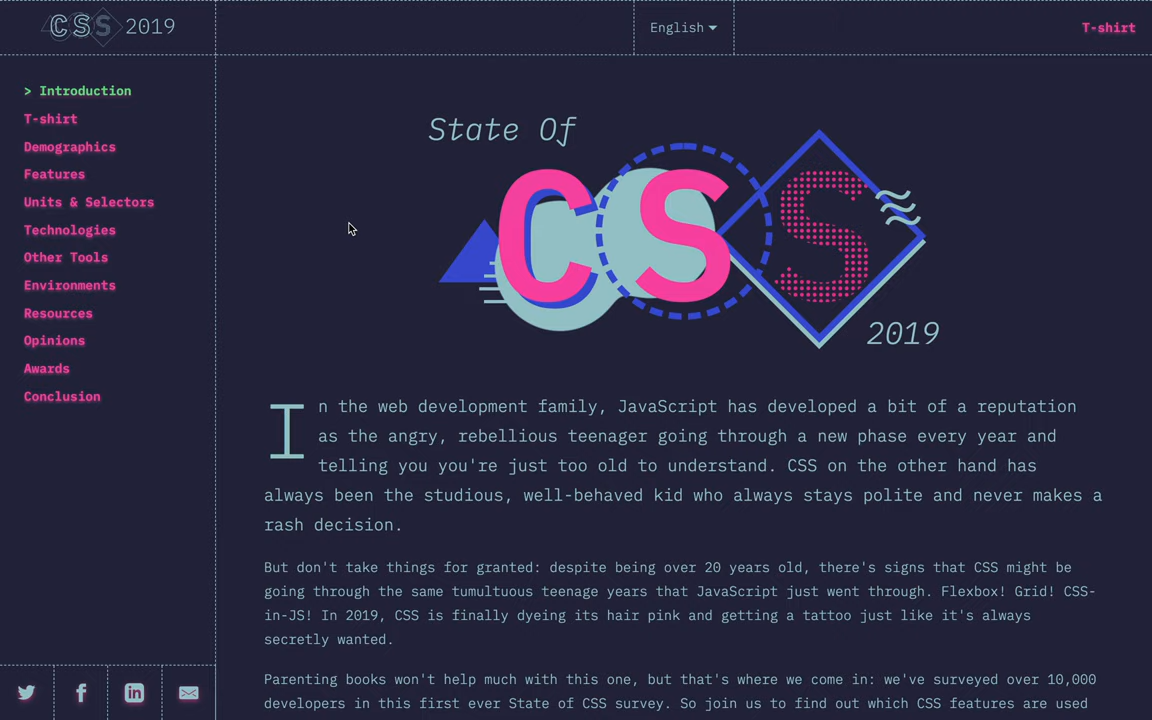 CSS 2019
English
T-shirt
> Introduction
T-shirt
Demographics
Features
Units & Selectors
Technologies
Other Tools
Environments
Resources
Opinions
Awards
Conclusion
State Of
CSS
2019
In the web development family, JavaScript has developed a bit of a reputation
as the angry, rebellious teenager going through a new phase every year and
telling you you're just too old to understand. CSS on the other hand has
always been the studious, well-behaved kid who always stays polite and never makes a
rash decision.
But don't take things for granted: despite being over 20 years old, there's signs that CSS might be
going through the same tumultuous teenage years that JavaScript just went through. Flexbox! Grid! CSS-
in-JS! In 2019, CSS is finally dyeing its hair pink and getting a tattoo just like it's always
secretly wanted.
Parenting books won't help much with this one, but that's where we come in: we've surveyed over 10,000
developers in this first ever State of CSS survey. So join us to find out which CSS features are used